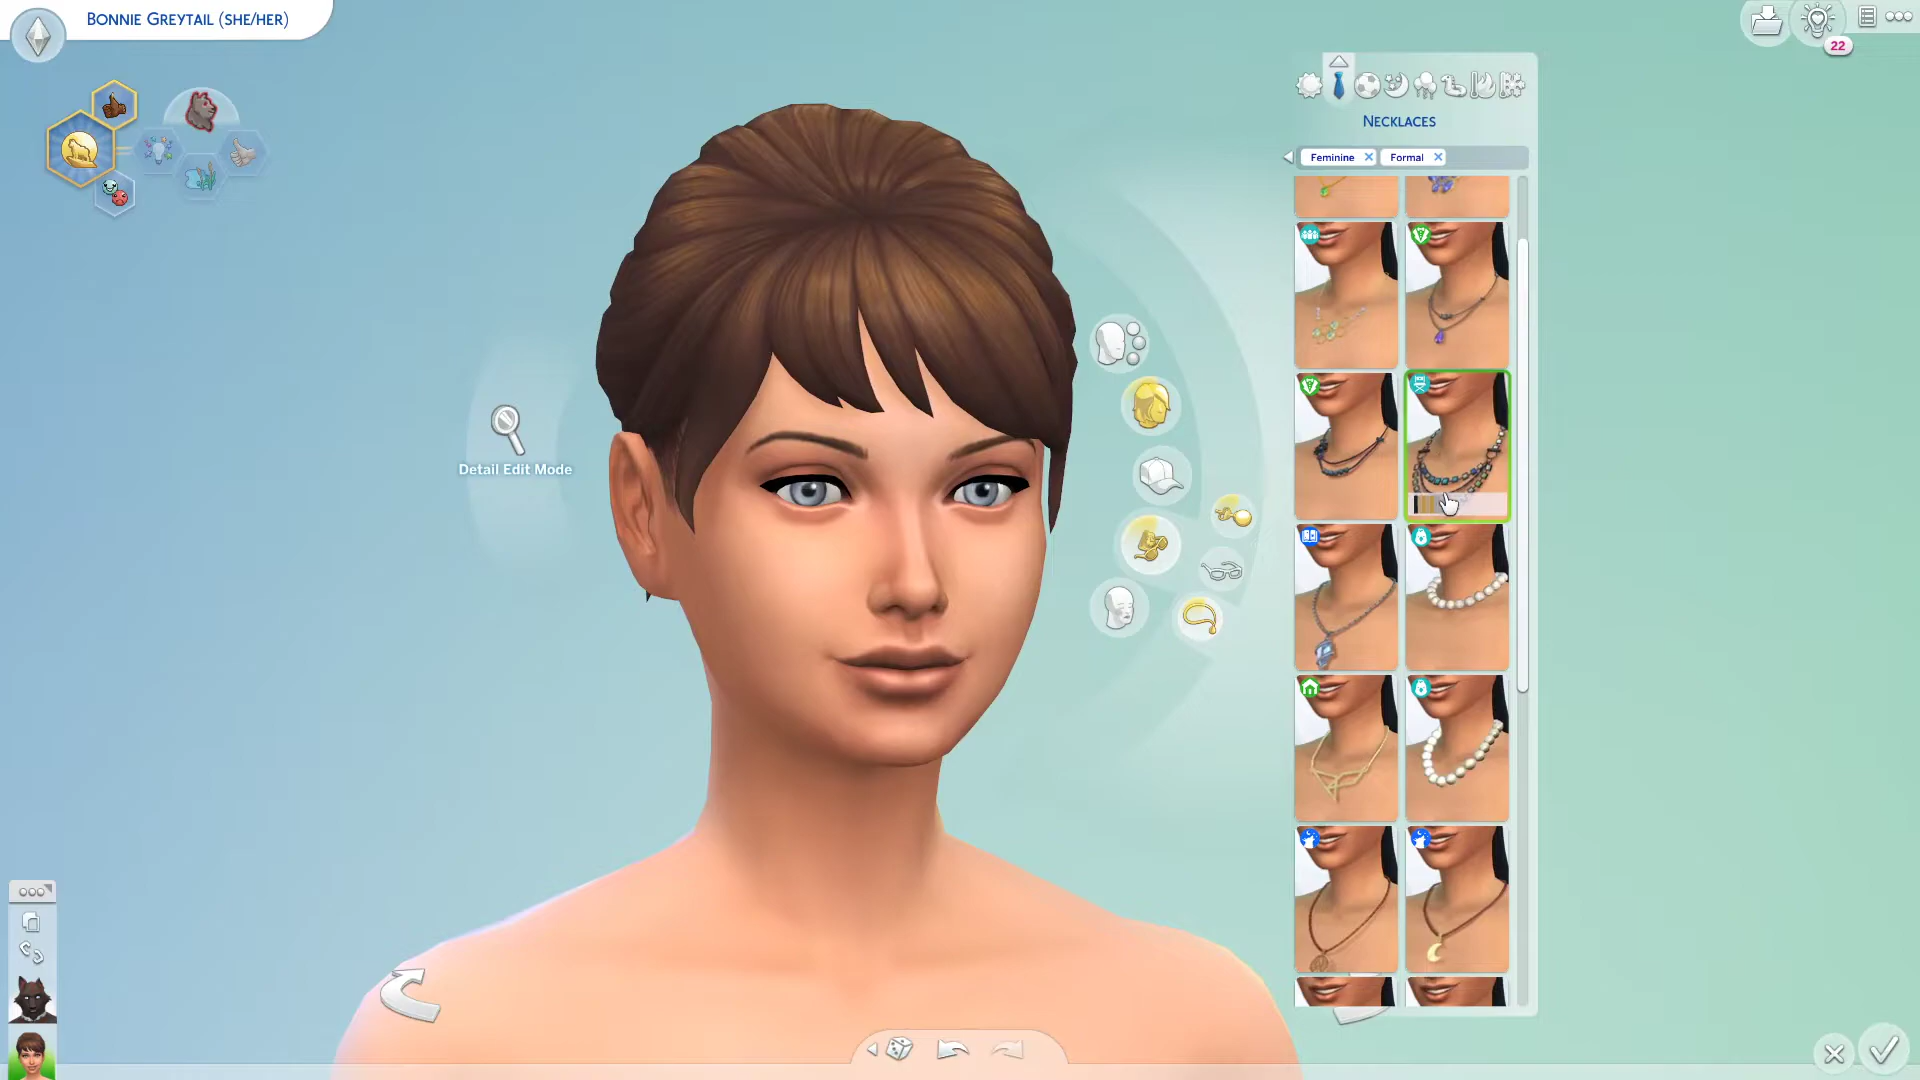 BONNIE GREYTAIL (SHE/HER)
22
NECKLACES
Feminine
Formal
Detail Edit Mode